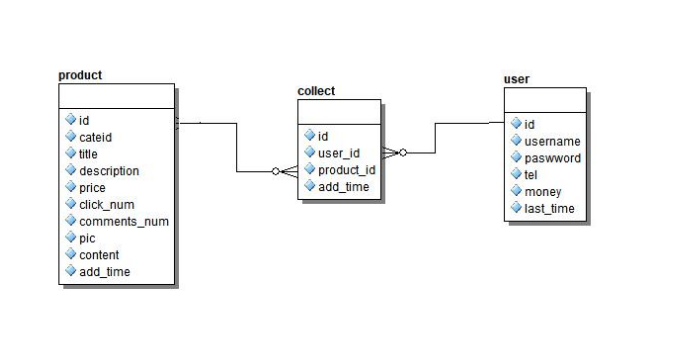 product
id
cateid
title
description
price
click_num
comments_num
pic
content
add_time
collect
id
user_id
product_id
add_time
user
id
username
paswword
tel
money
last_time